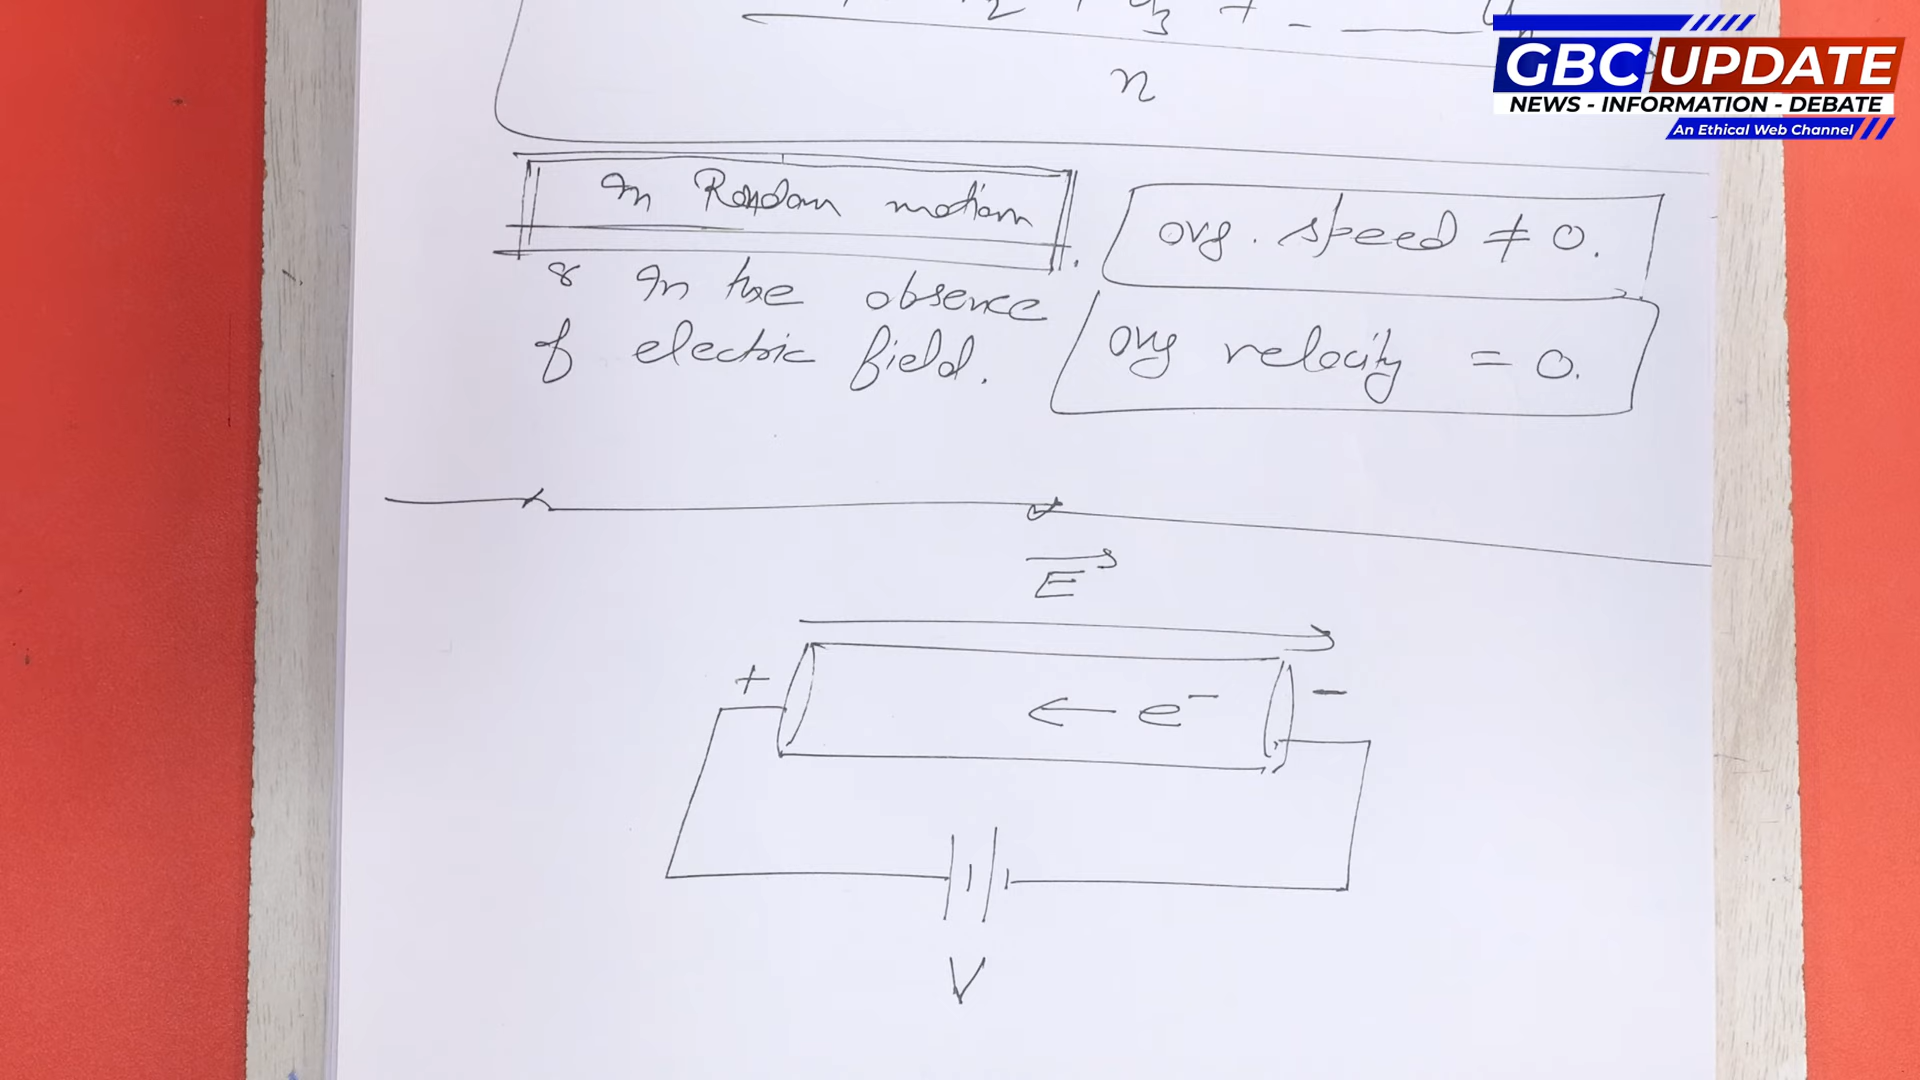 GBC UPDATE
NEWS - INFORMATION - DEBATE
An Ethical Web Channel
n
In Random motion . avg. speed ≠ 0.
& In the absence
of electric field. avg velocity = 0.
E
+ ← e⁻ -
V